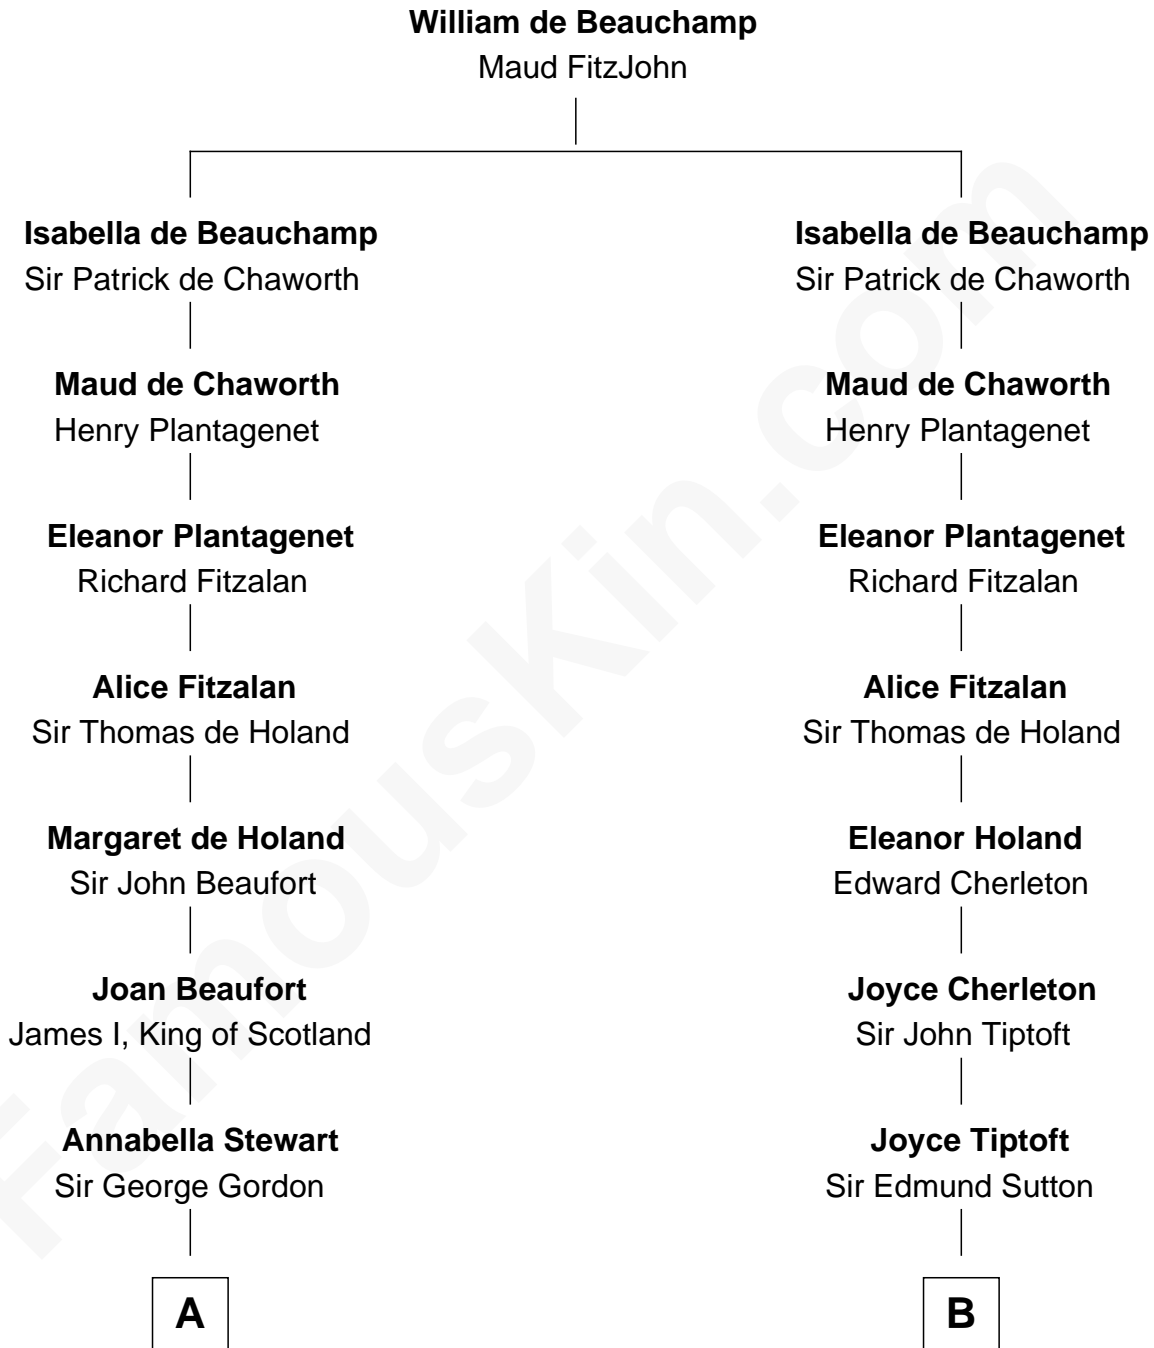 William de Beauchamp
Maud FitzJohn
Isabella de Beauchamp
Sir Patrick de Chaworth
Maud de Chaworth
Henry Plantagenet
Eleanor Plantagenet
Richard Fitzalan
Alice Fitzalan
Sir Thomas de Holand
Margaret de Holand
Sir John Beaufort
Joan Beaufort
James I, King of Scotland
Annabella Stewart
Sir George Gordon
A
Isabella de Beauchamp
Sir Patrick de Chaworth
Maud de Chaworth
Henry Plantagenet
Eleanor Plantagenet
Richard Fitzalan
Alice Fitzalan
Sir Thomas de Holand
Eleanor Holand
Edward Cherleton
Joyce Cherleton
Sir John Tiptoft
Joyce Tiptoft
Sir Edmund Sutton
B
FamousKin.com